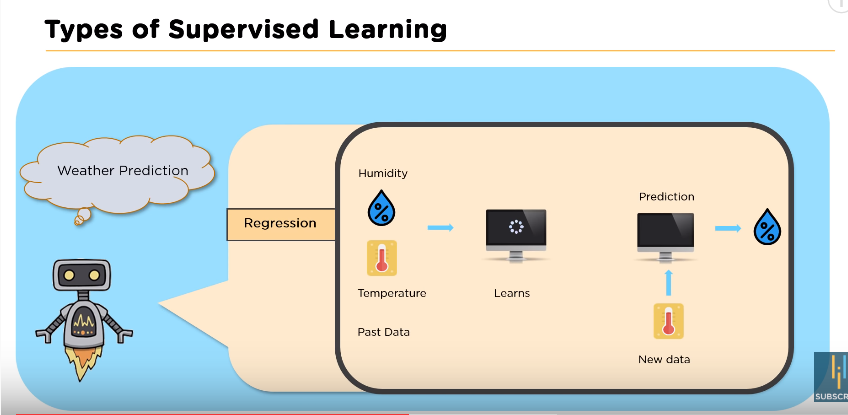 Types of Supervised Learning
Weather Prediction
Regression
Humidity
%
Temperature
Past Data
Learns
Prediction
%
New data